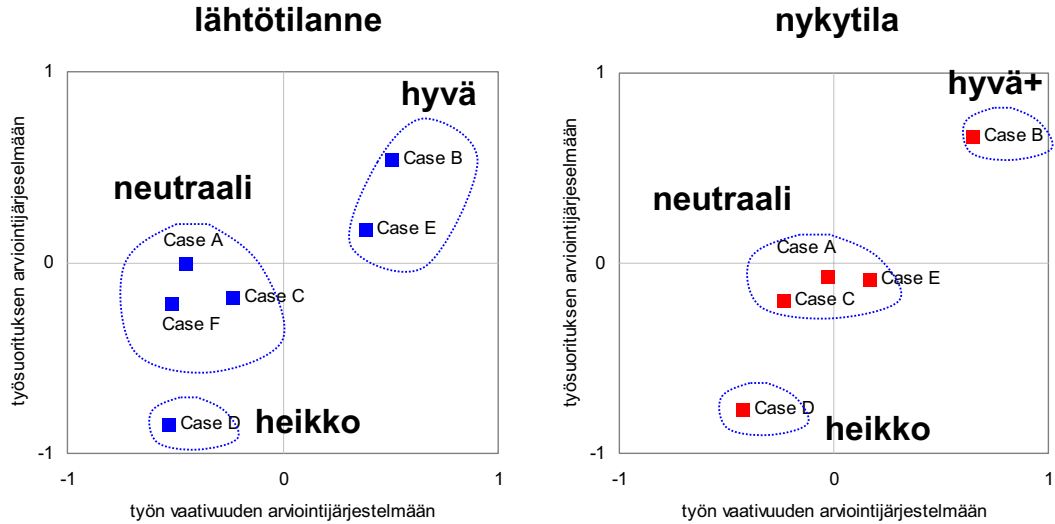 lähtötilanne
1
hyvä
Case B
neutraali
Case E
Case A
0
Case C
Case F
Case D
heikko
-1
-1
0
1
työsuorituksen arviointijärjeselmään
työn vaativuuden arviointijärjestelmään
nykytila
1
hyvä+
Case B
neutraali
Case A
0
Case E
Case C
Case D
heikko
-1
-1
0
1
työsuorituksen arviointijärjestelmään
työn vaativuuden arviointijärjestelmään